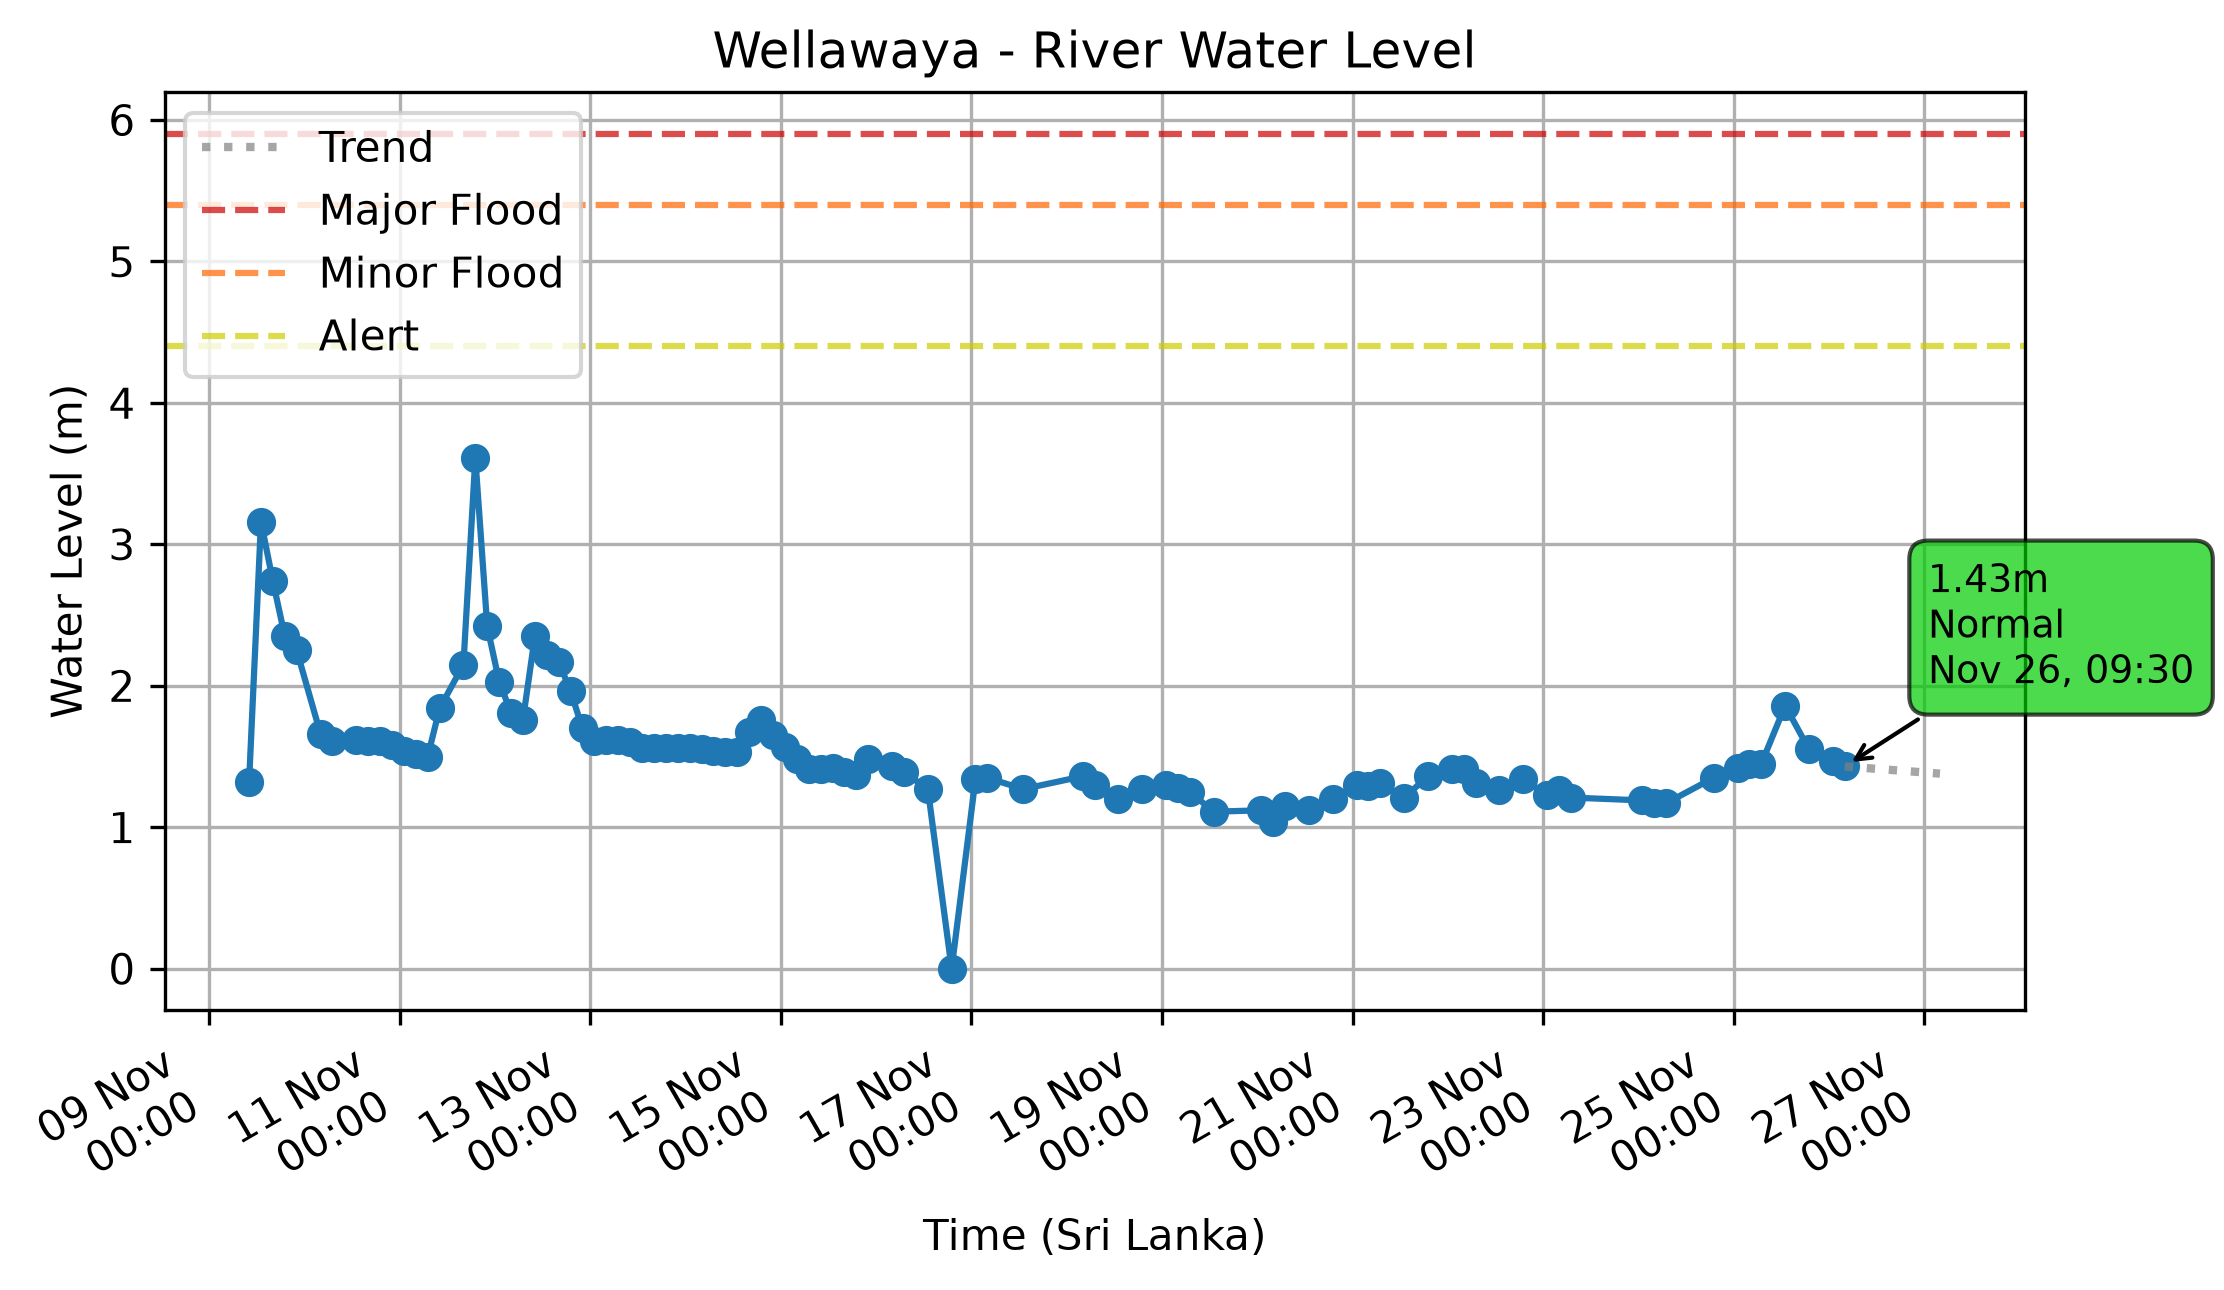 Wellawaya - River Water Level
Trend
Major Flood
Minor Flood
Alert
6
5
4
3
2
1
0
Water Level (m)
1.43m
Normal
Nov 26, 09:30
09 Nov
00:00
11 Nov
00:00
13 Nov
00:00
15 Nov
00:00
17 Nov
00:00
19 Nov
00:00
21 Nov
00:00
23 Nov
00:00
25 Nov
00:00
27 Nov
00:00
Time (Sri Lanka)